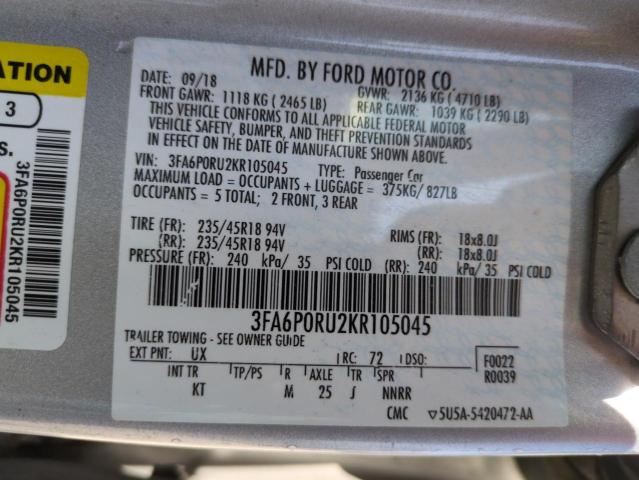 ATION
3
s.
3FA6P0RU2KR105045
MFD. BY FORD MOTOR CO.
DATE: 09/18
GVWR: 2136 KG ( 4710 LB)
FRONT GAWR: 1118 KG ( 2465 LB)
REAR GAWR: 1039 KG ( 2290 LB)
THIS VEHICLE CONFORMS TO ALL APPLICABLE FEDERAL MOTOR
VEHICLE SAFETY, BUMPER, AND THEFT PREVENTION STANDARDS
IN EFFECT ON THE DATE OF MANUFACTURE SHOWN ABOVE.
VIN: 3FA6P0RU2KR105045 TYPE: Passenger Car
MAXIMUM LOAD = OCCUPANTS + LUGGAGE = 375KG/ 827LB
OCCUPANTS = 5 TOTAL; 2 FRONT, 3 REAR
TIRE (FR): 235/45R18 94V RIMS (FR): 18x8.0J
(RR): 235/45R18 94V (RR): 18x8.0J
PRESSURE (FR): 240 kPa/ 35 PSI COLD (RR): 240 kPa/ 35 PSI COLD
3FA6P0RU2KR105045
TRAILER TOWING - SEE OWNER GUIDE
EXT PNT: UX RC: 72 DSO: F0022
R0039
INT TR TP/PS R AXLE TR SPR
KT M 25 J NNRR
CMC ▽5U5A-5420472-AA